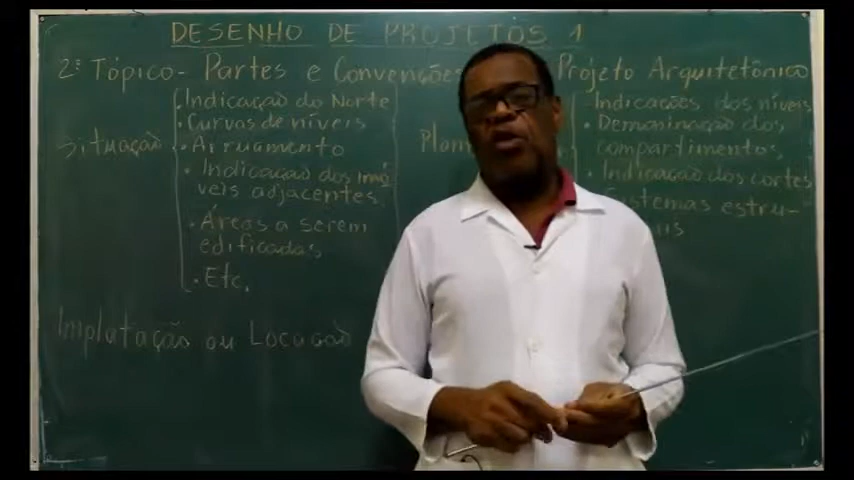 DESENHO DE PROJETOS 1
2º Tópico - Partes e Convenções Projeto Arquitetônico
Situação
• Indicação do Norte
• Curvas de níveis
• Arruamento
• Indicação dos imó
veis adjacentes.
• Áreas a serem
edificadas,
• Etc.
Implatação ou Locação
Indicações dos níveis
• Demominação dos
compartimentos,
• Indicação dos cortes
Sistemas estru-